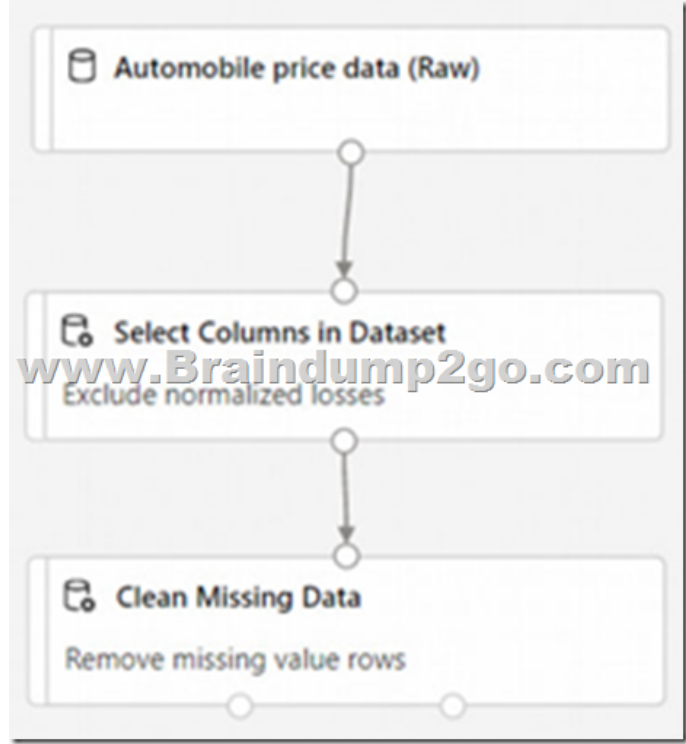 Automobile price data (Raw)
Select Columns in Dataset
www.Braindump2go.com
Exclude normalized losses
Clean Missing Data
Remove missing value rows